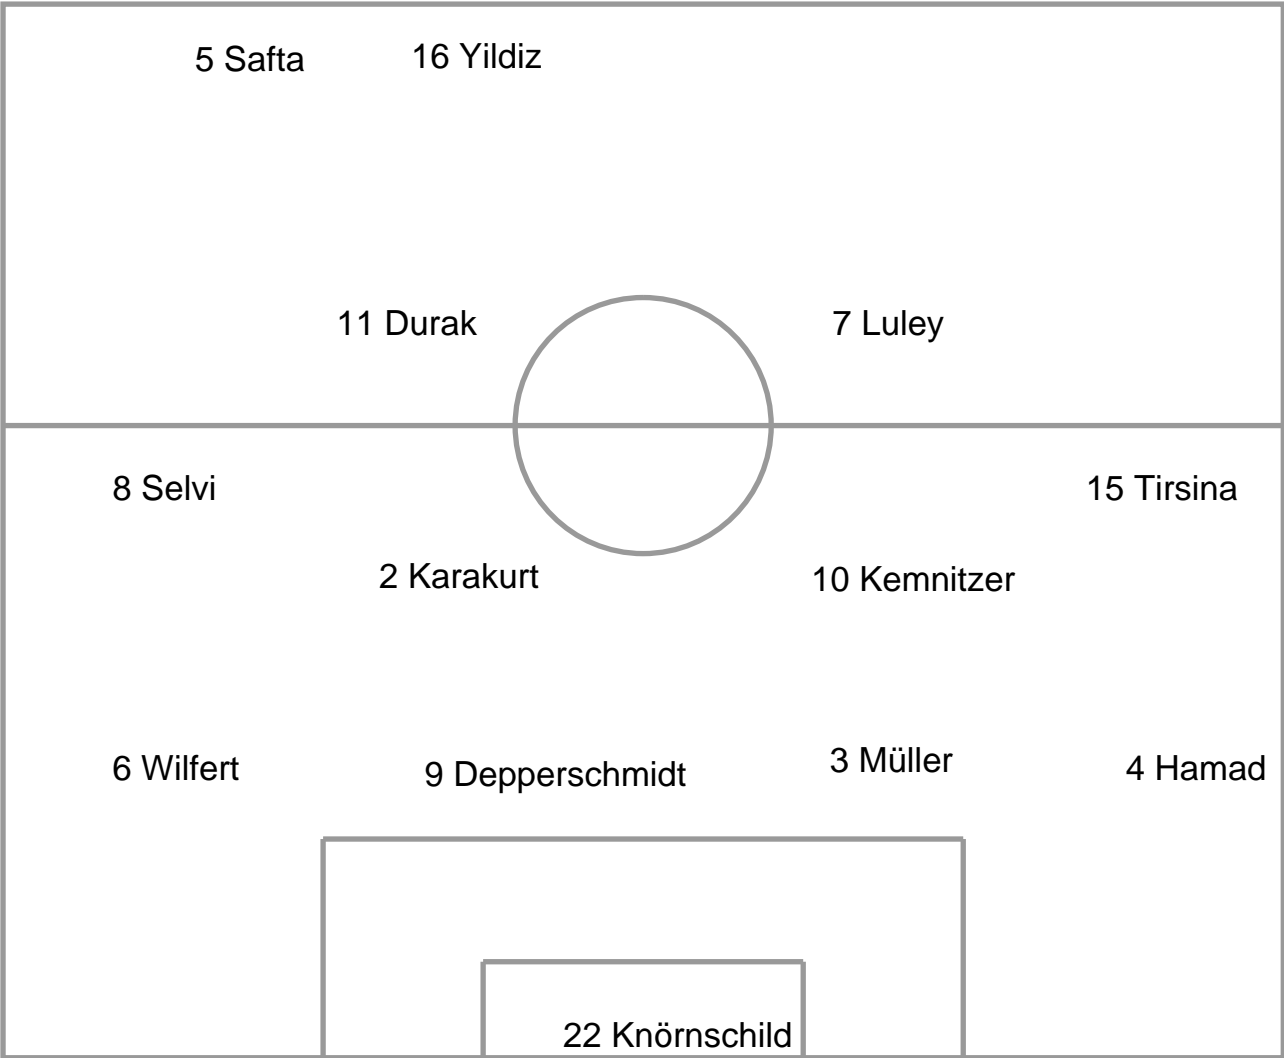 5 Safta
16 Yildiz
11 Durak
7 Luley
8 Selvi
15 Tirsina
2 Karakurt
10 Kemnitzer
6 Wilfert
9 Depperschmidt
3 Müller
4 Hamad
22 Knörnschild